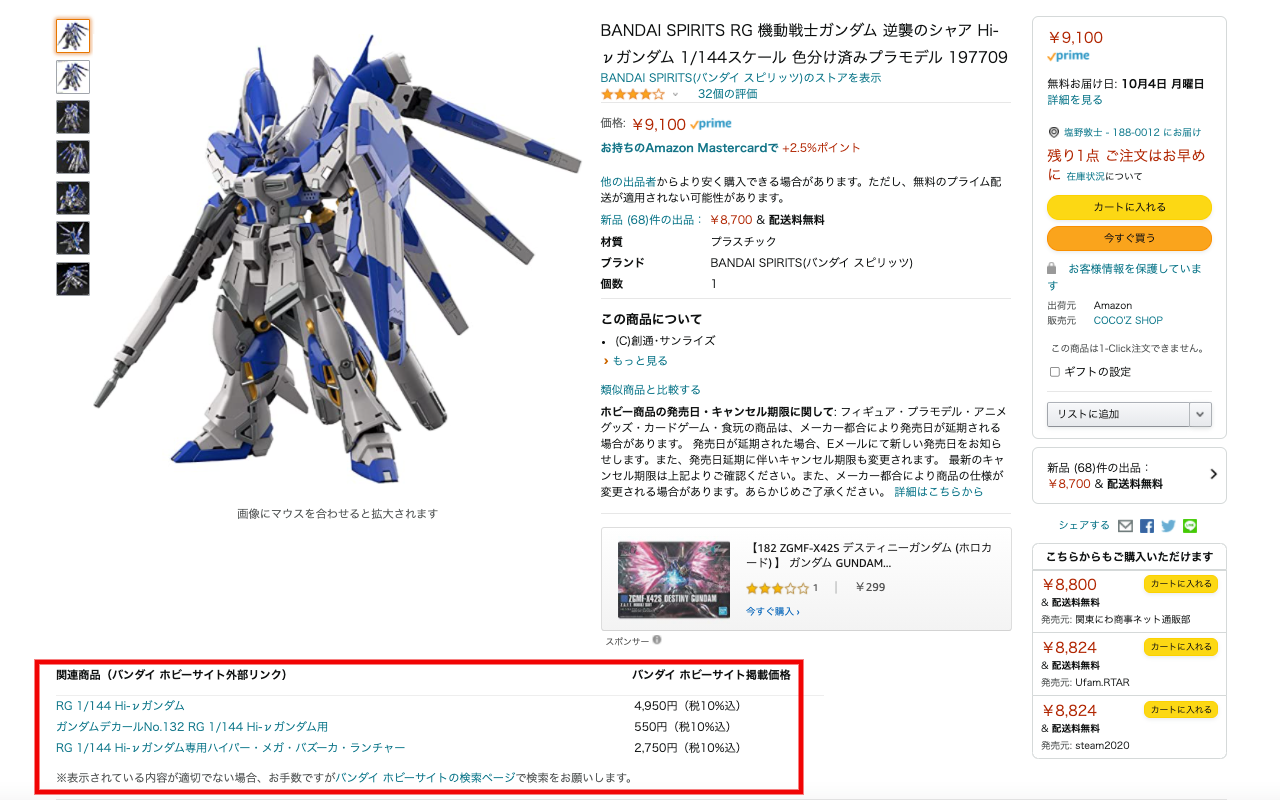 BANDAI SPIRITS RG 機動戦士ガンダム 逆襲のシャア Hi-
νガンダム 1/144スケール 色分け済みプラモデル 197709
BANDAI SPIRITS(バンダイ スピリッツ)のストアを表示
32個の評価
価格: ￥9,100 prime
お持ちのAmazon Mastercardで +2.5%ポイント
他の出品者からより安く購入できる場合があります。ただし、無料のプライム配
送が適用されない可能性があります。
新品 (68)件の出品： ￥8,700 & 配送料無料
材質 プラスチック
ブランド BANDAI SPIRITS(バンダイ スピリッツ)
個数 1
この商品について
• (C)創通･サンライズ
› もっと見る
類似商品と比較する
ホビー商品の発売日・キャンセル期限に関して: フィギュア・プラモデル・アニメ
グッズ・カードゲーム・食玩の商品は、メーカー都合により発売日が延期される
場合があります。 発売日が延期された場合、Eメールにて新しい発売日をお知ら
せします。また、発売日延期に伴いキャンセル期限も変更されます。 最新のキャ
ンセル期限は上記よりご確認ください。また、メーカー都合により商品の仕様が
変更される場合があります。あらかじめご了承ください。 詳細はこちらから
画像にマウスを合わせると拡大されます
ZGMF-X42S DESTINY GUNDAM
【182 ZGMF-X42S デスティニーガンダム (ホロカ
ード) 】 ガンダム GUNDAM...
1 ￥299
今すぐ購入 ›
スポンサー
関連商品（バンダイ ホビーサイト外部リンク） バンダイ ホビーサイト掲載価格
RG 1/144 Hi-νガンダム 4,950円（税10%込）
ガンダムデカールNo.132 RG 1/144 Hi-νガンダム用 550円（税10%込）
RG 1/144 Hi-νガンダム専用ハイパー・メガ・バズーカ・ランチャー 2,750円（税10%込）
※表示されている内容が適切でない場合、お手数ですがバンダイ ホビーサイトの検索ページで検索をお願いします。
￥9,100
prime
無料お届け日: 10月4日 月曜日
詳細を見る
塩野敦士 - 188-0012 にお届け
残り1点 ご注文はお早め
に 在庫状況について
カートに入れる
今すぐ買う
お客様情報を保護していま
す
出荷元 Amazon
販売元 COCO'Z SHOP
この商品は1-Click注文できません。
ギフトの設定
リストに追加
新品 (68)件の出品：
￥8,700 & 配送料無料
シェアする
こちらからもご購入いただけます
￥8,800 カートに入れる
& 配送料無料
発売元: 関東にわ商事ネット通販部
￥8,824 カートに入れる
& 配送料無料
発売元: Ufam.RTAR
￥8,824 カートに入れる
& 配送料無料
発売元: steam2020